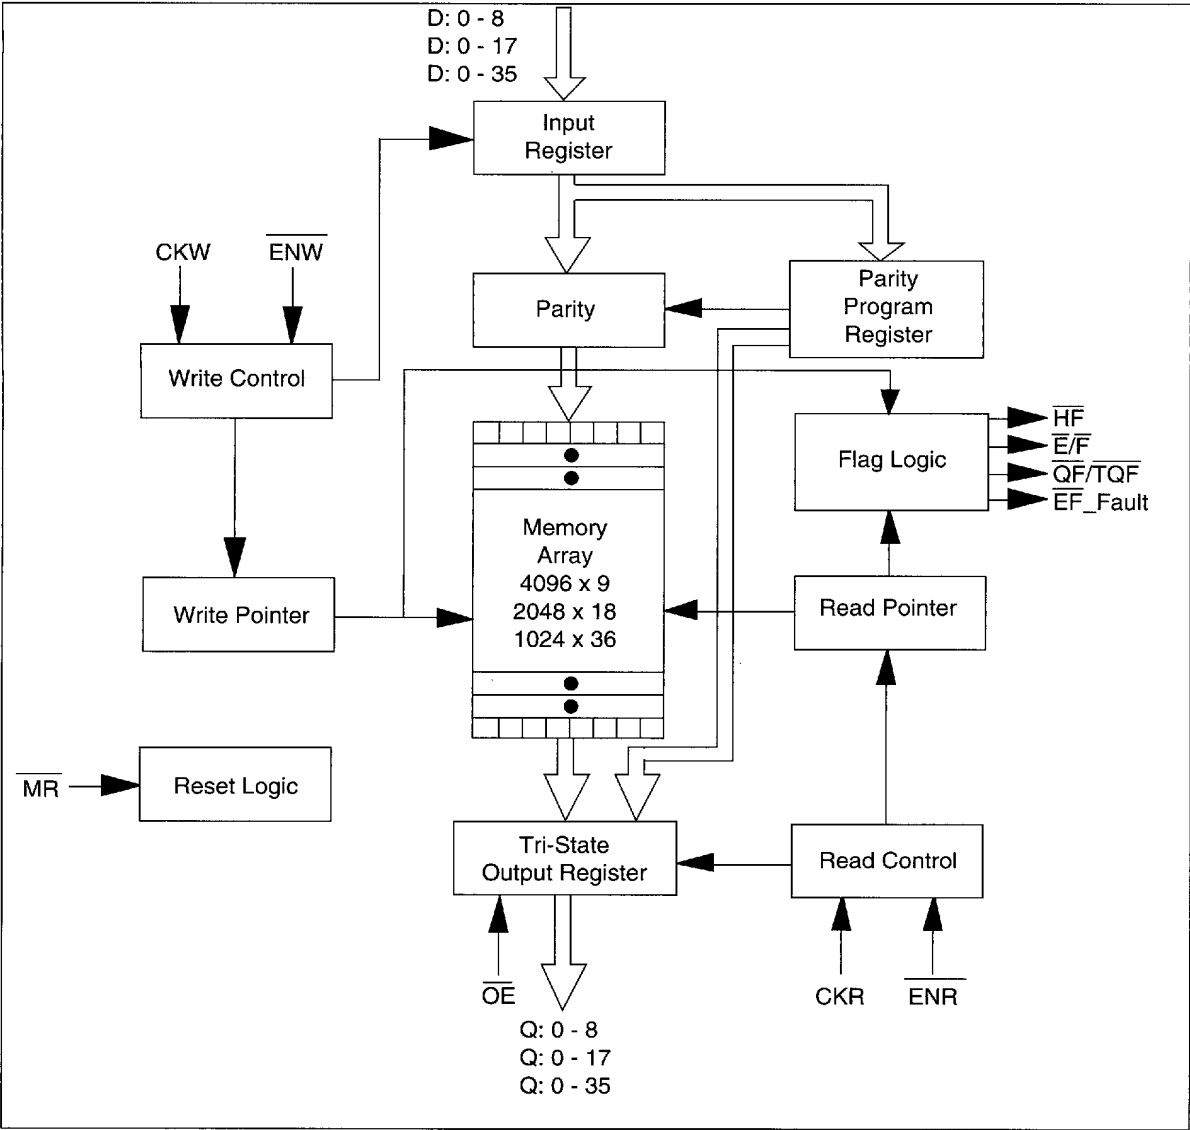 D: 0 - 8
D: 0 - 17
D: 0 - 35
Input
Register
CKW
ENW
Parity
Parity
Program
Register
Write Control
Flag Logic
HF
E/F
QF/TQF
EF_Fault
Memory
Array
4096 x 9
2048 x 18
1024 x 36
Write Pointer
Read Pointer
MR
Reset Logic
Tri-State
Output Register
Read Control
OE
CKR
ENR
Q: 0 - 8
Q: 0 - 17
Q: 0 - 35